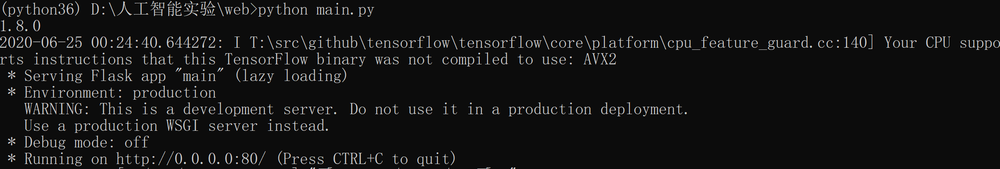 (python36) D:\人工智能实验\web>python main.py
1.8.0
2020-06-25 00:24:40.644272: I T:\src\github\tensorflow\tensorflow\core\platform\cpu_feature_guard.cc:140] Your CPU suppo
rts instructions that this TensorFlow binary was not compiled to use: AVX2
 * Serving Flask app "main" (lazy loading)
 * Environment: production
   WARNING: This is a development server. Do not use it in a production deployment.
   Use a production WSGI server instead.
 * Debug mode: off
 * Running on http://0.0.0.0:80/ (Press CTRL+C to quit)